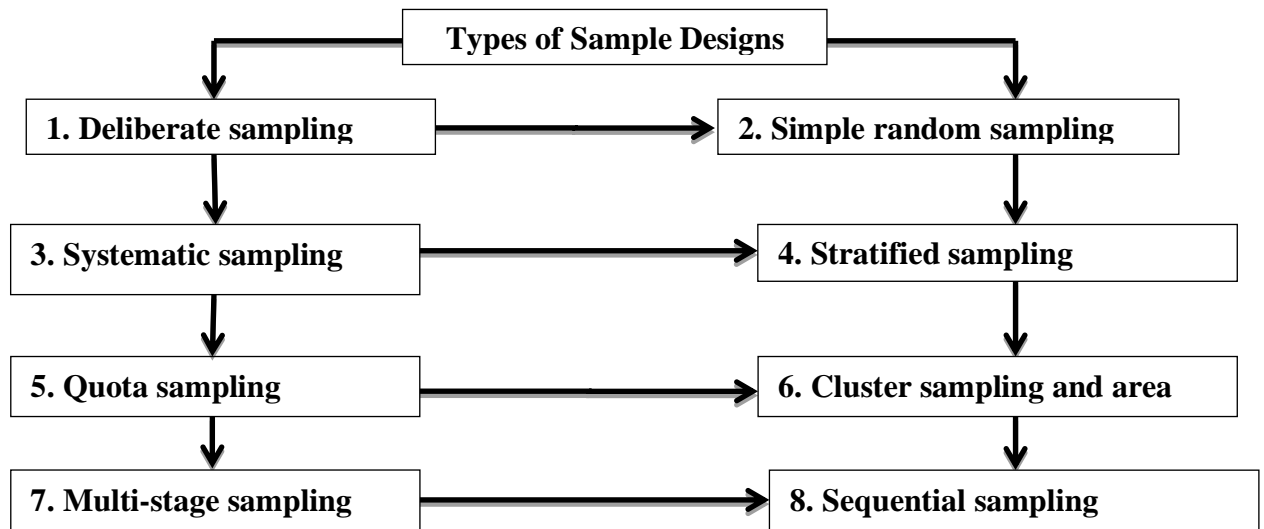 Types of Sample Designs
1. Deliberate sampling
2. Simple random sampling
3. Systematic sampling
4. Stratified sampling
5. Quota sampling
6. Cluster sampling and area
7. Multi-stage sampling
8. Sequential sampling